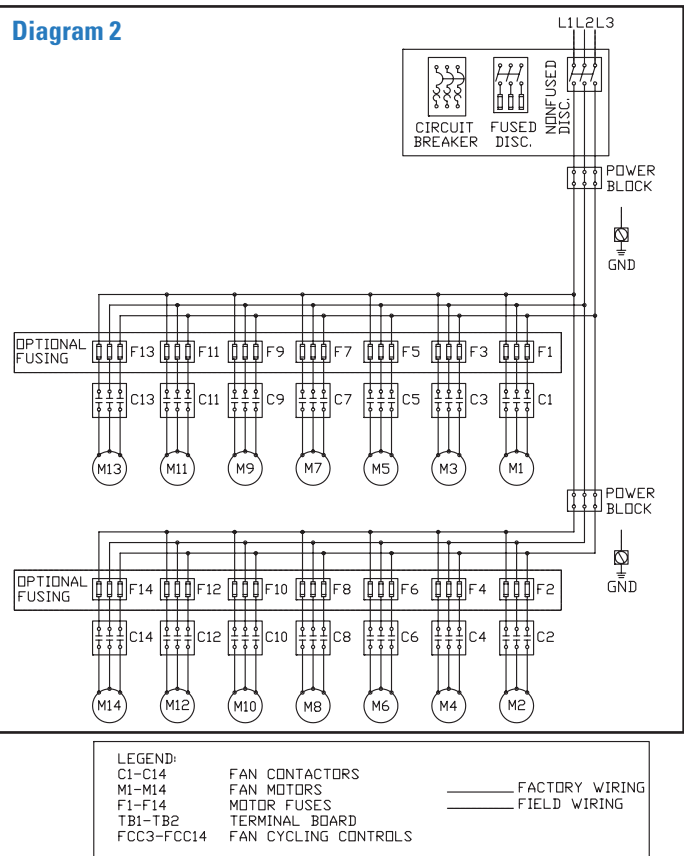 Diagram 2
L1L2L3
CIRCUIT
BREAKER
FUSED
DISC.
NONFUSED
DISC.
POWER
BLOCK
GND
OPTIONAL
FUSING
F13 F11 F9 F7 F5 F3 F1
C13 C11 C9 C7 C5 C3 C1
M13 M11 M9 M7 M5 M3 M1
POWER
BLOCK
GND
OPTIONAL
FUSING
F14 F12 F10 F8 F6 F4 F2
C14 C12 C10 C8 C6 C4 C2
M14 M12 M10 M8 M6 M4 M2
LEGEND:
C1-C14 FAN CONTACTORS
M1-M14 FAN MOTORS
F1-F14 MOTOR FUSES
TB1-TB2 TERMINAL BOARD
FCC3-FCC14 FAN CYCLING CONTROLS
FACTORY WIRING
FIELD WIRING